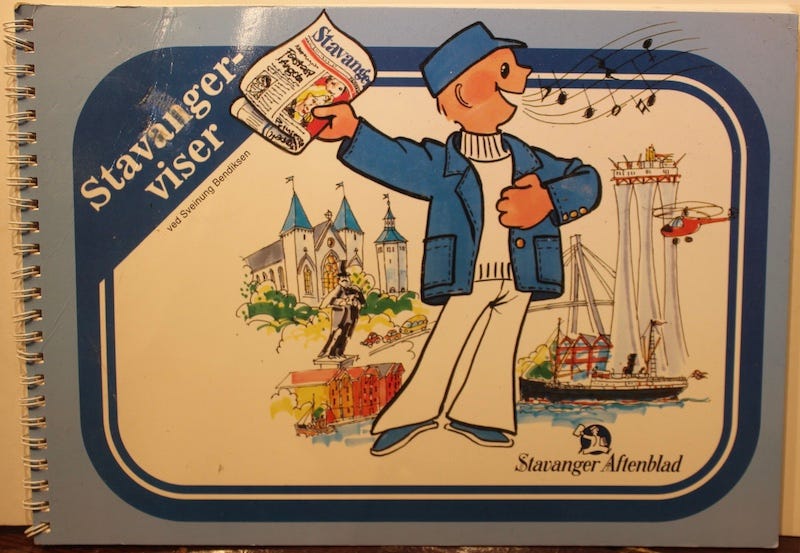 Stavanger-
viser
ved Sveinung Bendiksen
Stavanger
Stavanger Aftenblad